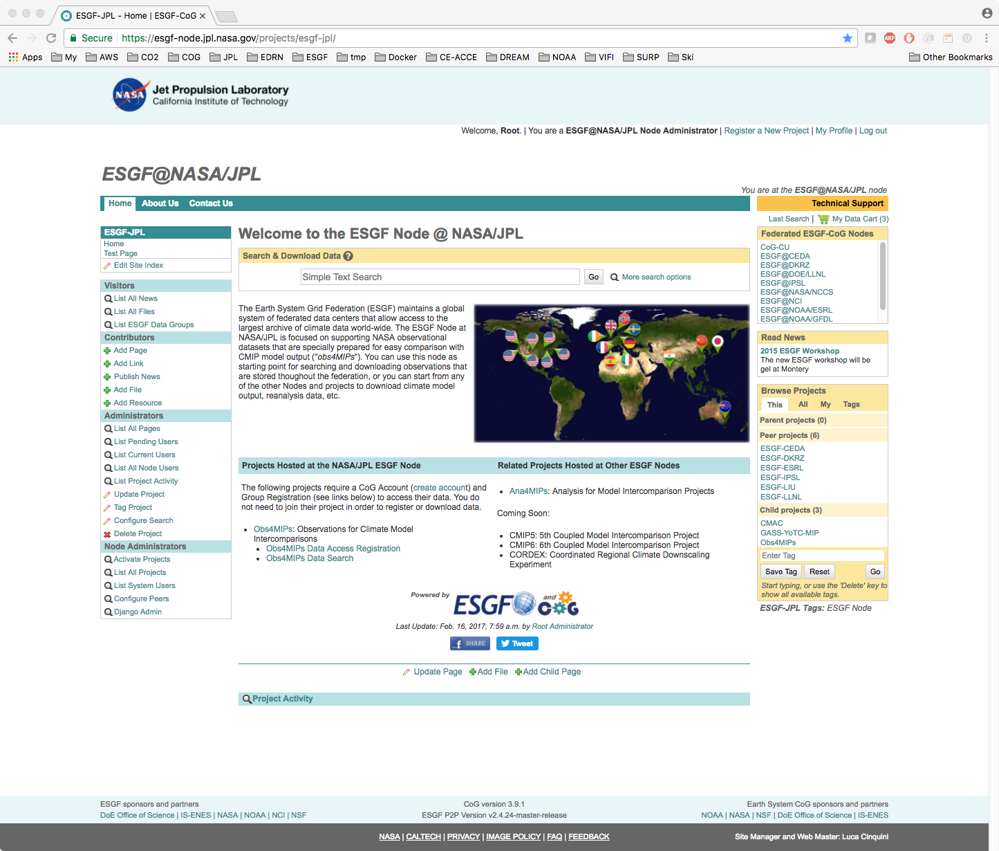 ESGF-JPL - Home | ESGF-CoG
Secure https://esgf-node.jpl.nasa.gov/projects/esgf-jpl/
ABP
Apps My AWS CO2 COG JPL EDRN ESGF tmp Docker CE-ACCE DREAM NOAA VIFI SURP Ski Other Bookmarks
NASA
Jet Propulsion Laboratory
California Institute of Technology
Welcome, Root. | You are a ESGF@NASA/JPL Node Administrator | Register a New Project | My Profile | Log out
ESGF@NASA/JPL
You are at the ESGF@NASA/JPL node
Home About Us Contact Us
Technical Support
Last Search | My Data Cart (3)
ESGF-JPL
Home
Test Page
Edit Site Index
Visitors
List All News
List All Files
List ESGF Data Groups
Contributors
Add Page
Add Link
Publish News
Add File
Add Resource
Administrators
List All Pages
List Pending Users
List Current Users
List All Node Users
List Project Activity
Update Project
Tag Project
Configure Search
Delete Project
Node Administrators
Activate Projects
List All Projects
List System Users
Configure Peers
Django Admin
Welcome to the ESGF Node @ NASA/JPL
Search & Download Data ?
Simple Text Search Go More search options
The Earth System Grid Federation (ESGF) maintains a global
system of federated data centers that allow access to the
largest archive of climate data world-wide. The ESGF Node at
NASA/JPL is focused on supporting NASA observational
datasets that are specially prepared for easy comparison with
CMIP model output ("obs4MIPs"). You can use this node as
starting point for searching and downloading observations that
are stored thoughout the federation, or you can start from any
of the other Nodes and projects to download climate model
output, reanalysis data, etc.
Projects Hosted at the NASA/JPL ESGF Node
The following projects require a CoG Account (create account) and
Group Registration (see links below) to access their data. You do
not need to join their project in order to register or download data.
Obs4MIPs: Observations for Climate Model
Intercomparisons
Obs4MIPs Data Access Registration
Obs4MIPs Data Search
Related Projects Hosted at Other ESGF Nodes
Ana4MIPs: Analysis for Model Intercomparison Projects
Coming Soon:
CMIP5: 5th Coupled Model Intercomparison Project
CMIP6: 6th Coupled Model Intercomparison Project
CORDEX: Coordinated Regional Climate Downscaling
Experiment
Powered by ESGF and COG
Last Update: Feb. 16, 2017, 7:59 a.m. by Root Administrator
f SHARE Tweet
Update Page Add File Add Child Page
Project Activity
Federated ESGF-CoG Nodes
CoG-CU
ESGF@CEDA
ESGF@DKRZ
ESGF@DOE/LLNL
ESGF@IPSL
ESGF@NASA/NCCS
ESGF@NCI
ESGF@NOAA/ESRL
ESGF@NOAA/GFDL
Read News
2015 ESGF Workshop
The new ESGF workshop will be
gel at Montery
Browse Projects
This All My Tags
Parent projects (0)
Peer projects (6)
ESGF-CEDA
ESGF-DKRZ
ESGF-ESRL
ESGF-IPSL
ESGF-LIU
ESGF-LLNL
Child projects (3)
CMAC
GASS-YoTC-MIP
Obs4MIPs
Enter Tag
Save Tag Reset Go
Start typing, or use the 'Delete' key to
show all available tags.
ESGF-JPL Tags: ESGF Node
ESGF sponsors and partners
DoE Office of Science | IS-ENES | NASA | NOAA | NCI | NSF
CoG version 3.9.1
ESGF P2P Version v2.4.24-master-release
Earth System CoG sponsors and partners
NOAA | NASA | NSF | DoE Office of Science | IS-ENES
NASA | CALTECH | PRIVACY | IMAGE POLICY | FAQ | FEEDBACK
Site Manager and Web Master: Luca Cinquini